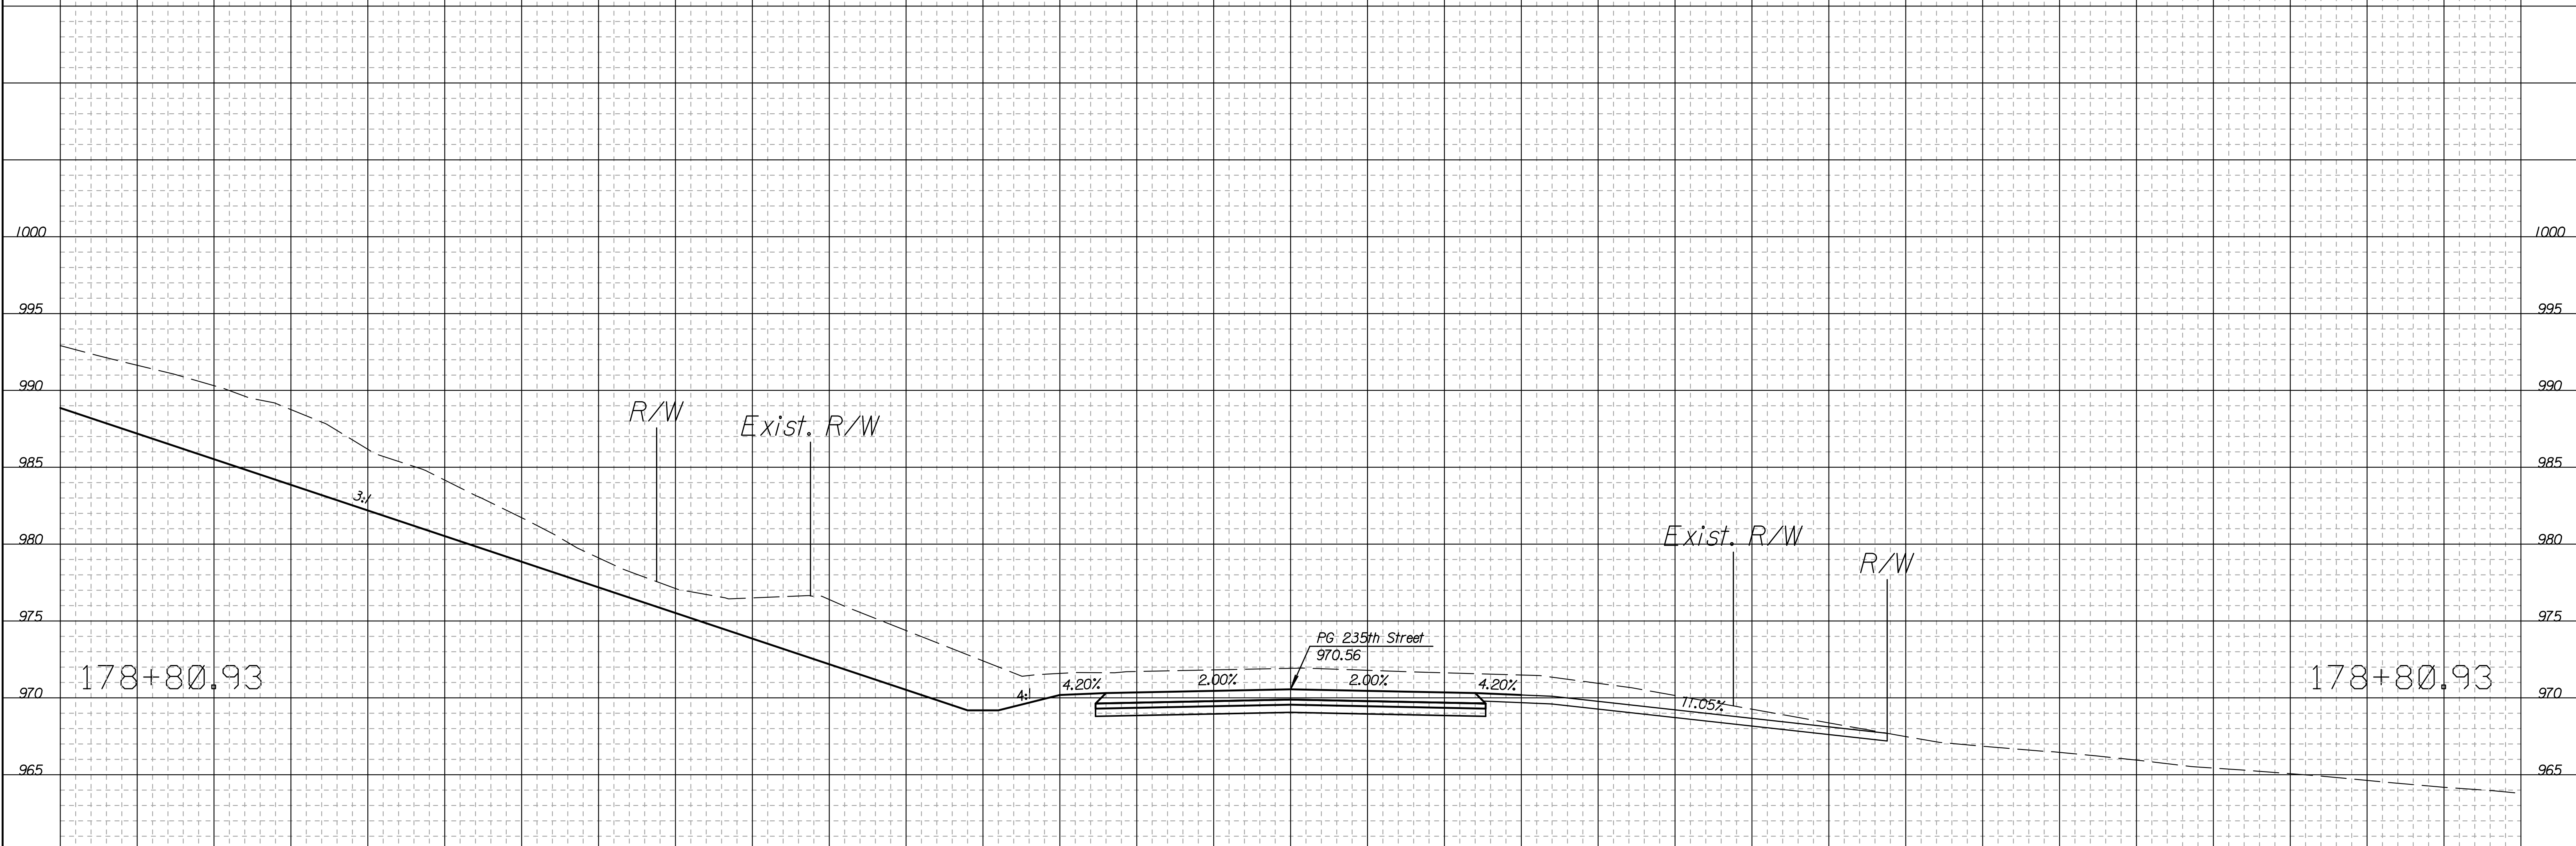 1000 1000
995 995
990 990
R/W
Exist. R/W
985 985
3:1
Exist. R/W
980 980
R/W
975 975
PG 235th Street
970.56
178+80.93 178+80.93
970 4:1 4.20% 2.00% 2.00% 4.20% 970
11.05%
965 965